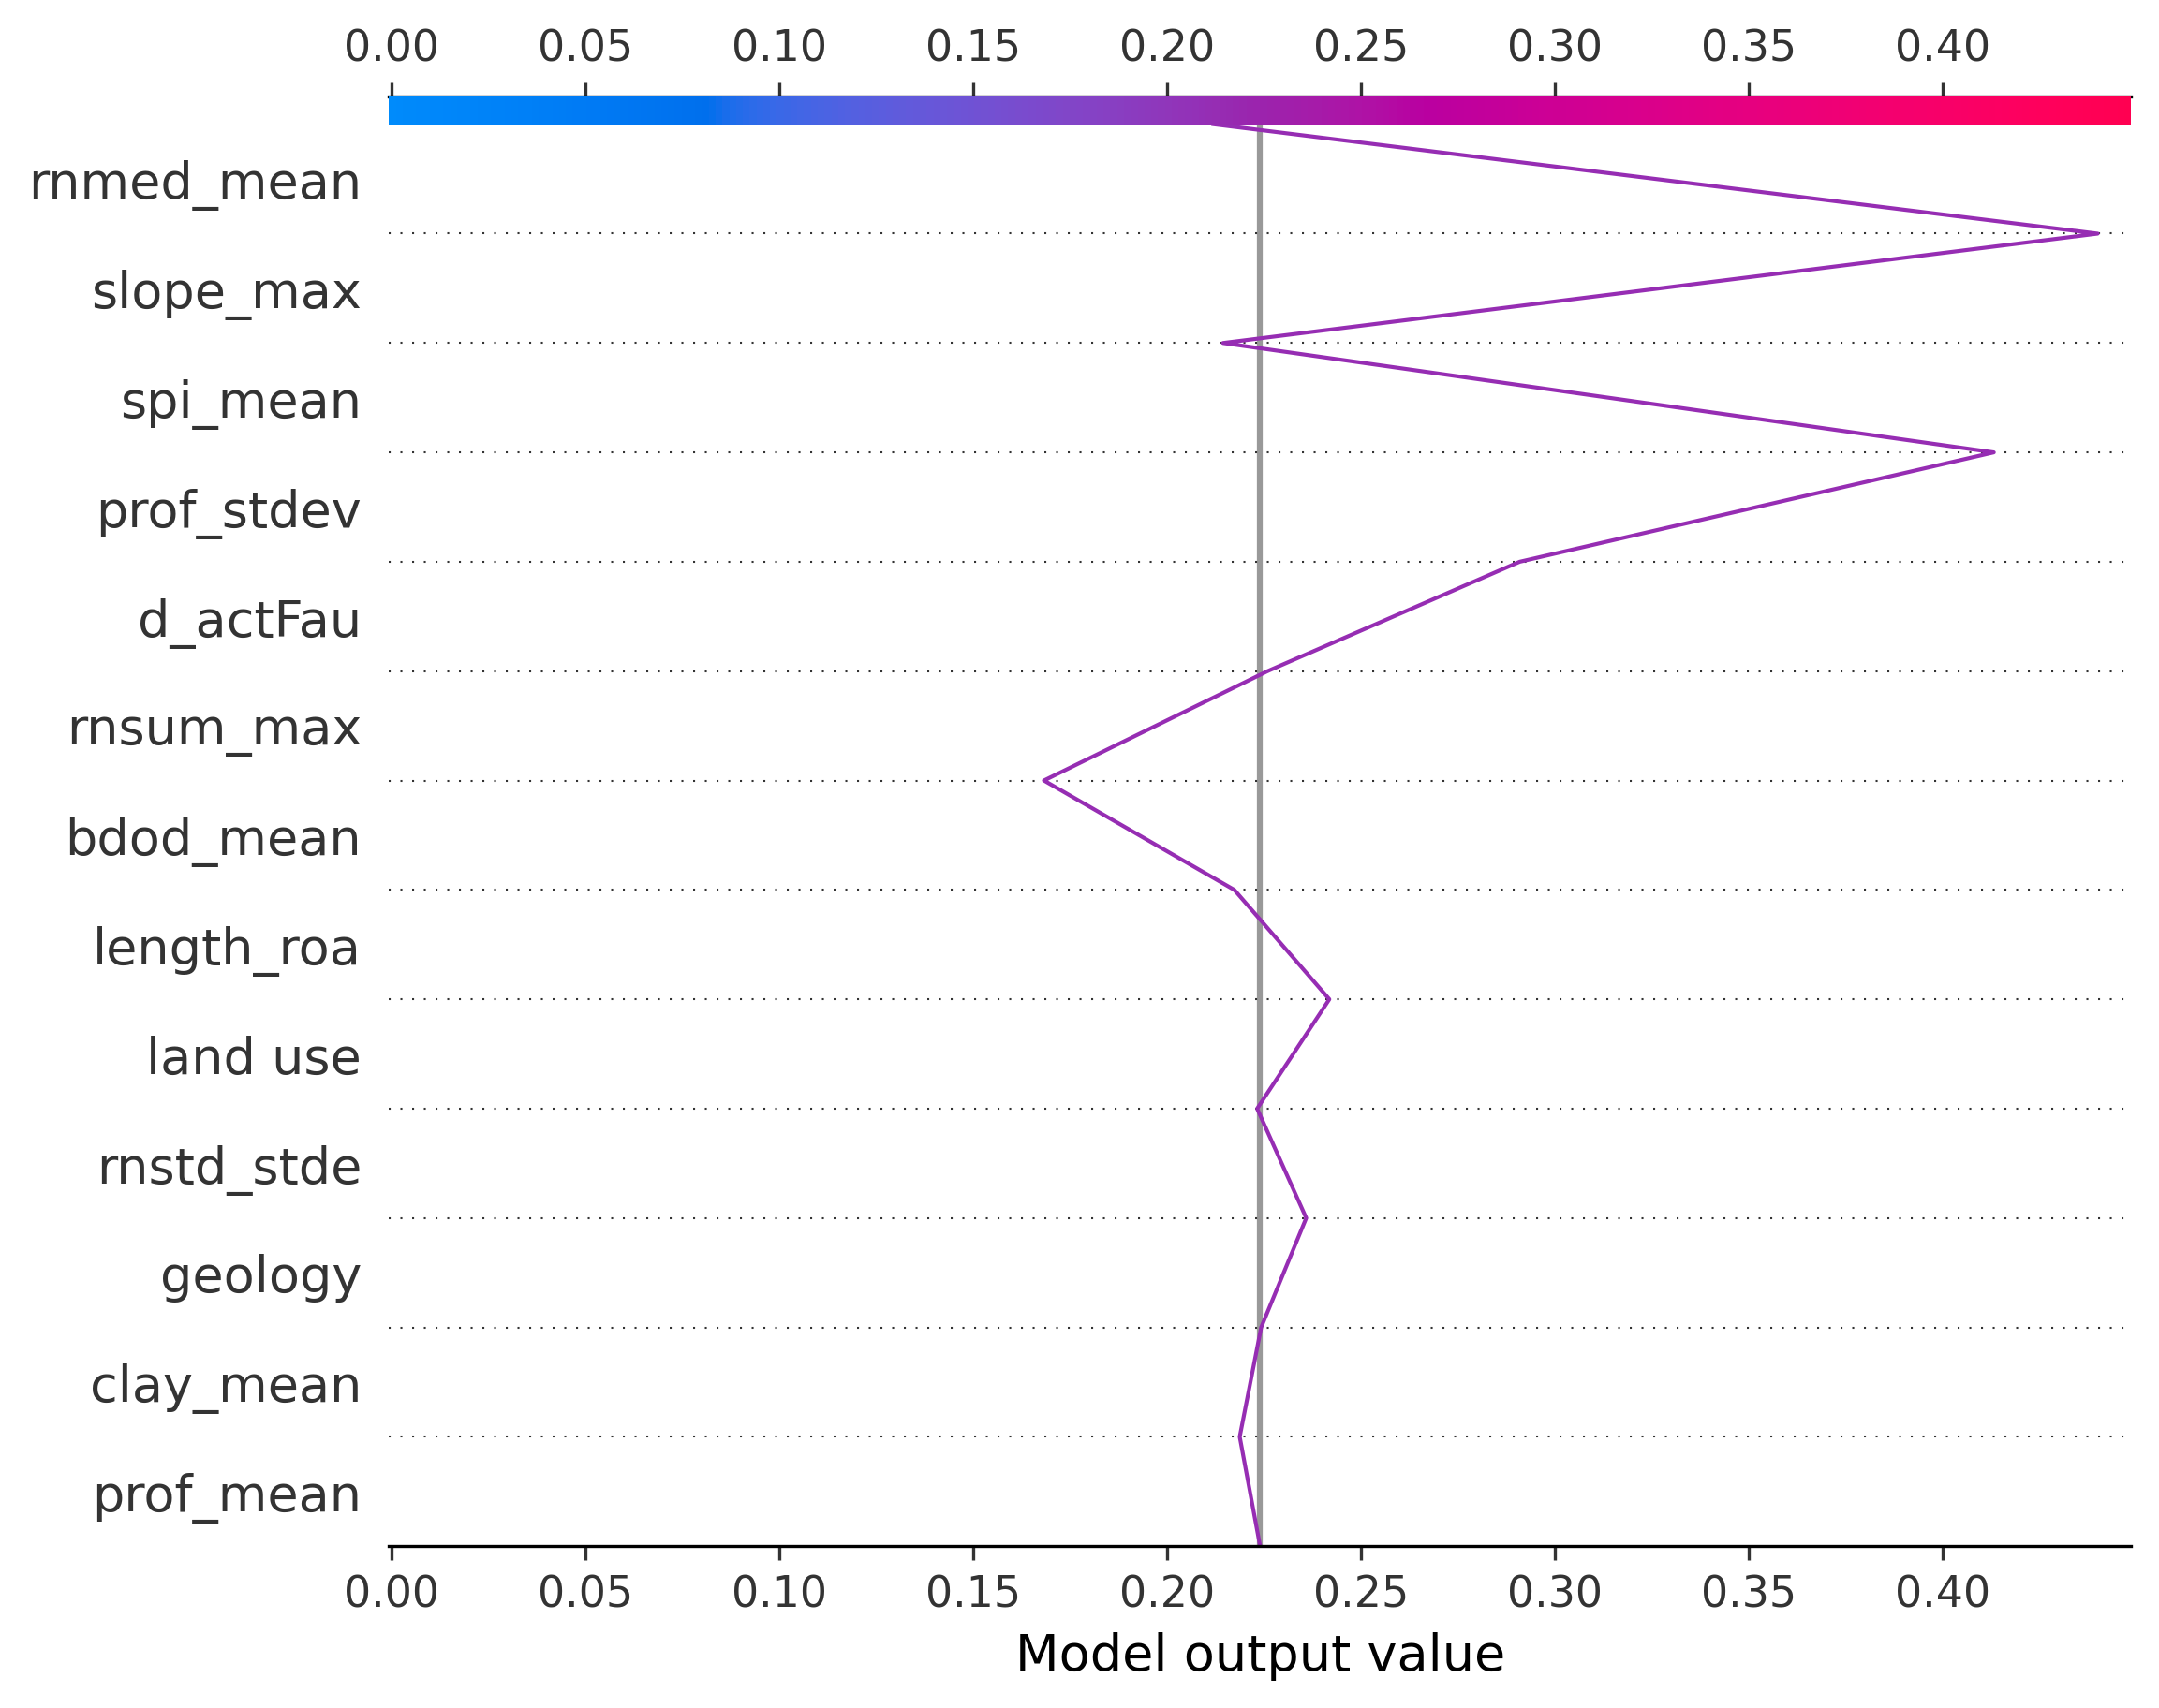 0.00 0.05 0.10 0.15 0.20 0.25 0.30 0.35 0.40
rnmed_mean
slope_max
spi_mean
prof_stdev
d_actFau
rnsum_max
bdod_mean
length_roa
land use
rnstd_stde
geology
clay_mean
prof_mean
0.00 0.05 0.10 0.15 0.20 0.25 0.30 0.35 0.40
Model output value